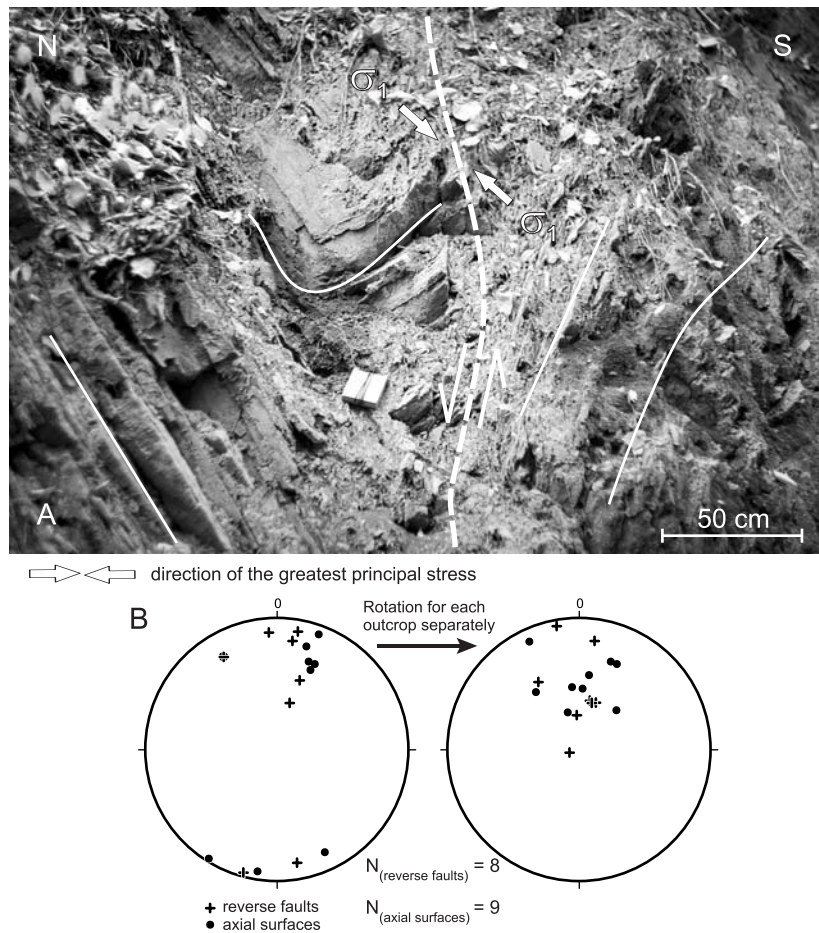 N
S
σ1
σ1
A
50 cm
direction of the greatest principal stress
B
0
Rotation for each
outcrop separately
0
N(reverse faults) = 8
N(axial surfaces) = 9
reverse faults
axial surfaces